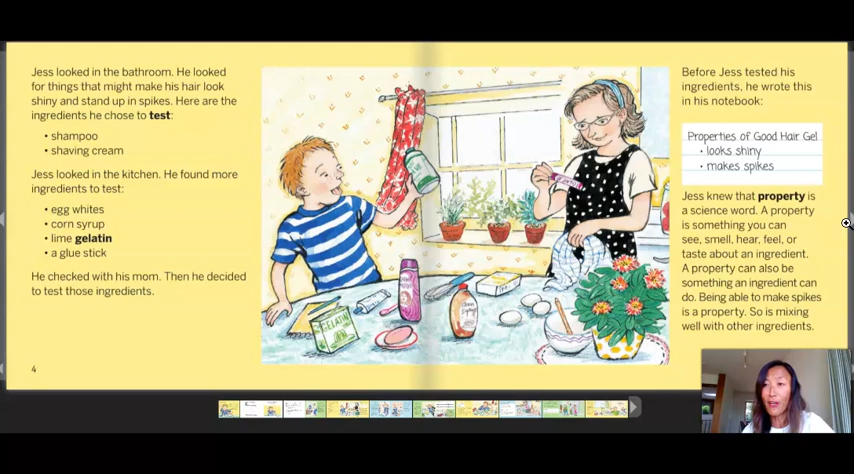 Jess looked in the bathroom. He looked
for things that might make his hair look
shiny and stand up in spikes. Here are the
ingredients he chose to test:
• shampoo
• shaving cream
Jess looked in the kitchen. He found more
ingredients to test:
• egg whites
• corn syrup
• lime gelatin
• a glue stick
He checked with his mom. Then he decided
to test those ingredients.
4
GELATIN
Before Jess tested his
ingredients, he wrote this
in his notebook:
Properties of Good Hair Gel
• looks shiny
• makes spikes
Jess knew that property is
a science word. A property
is something you can
see, smell, hear, feel, or
taste about an ingredient.
A property can also be
something an ingredient can
do. Being able to make spikes
is a property. So is mixing
well with other ingredients.